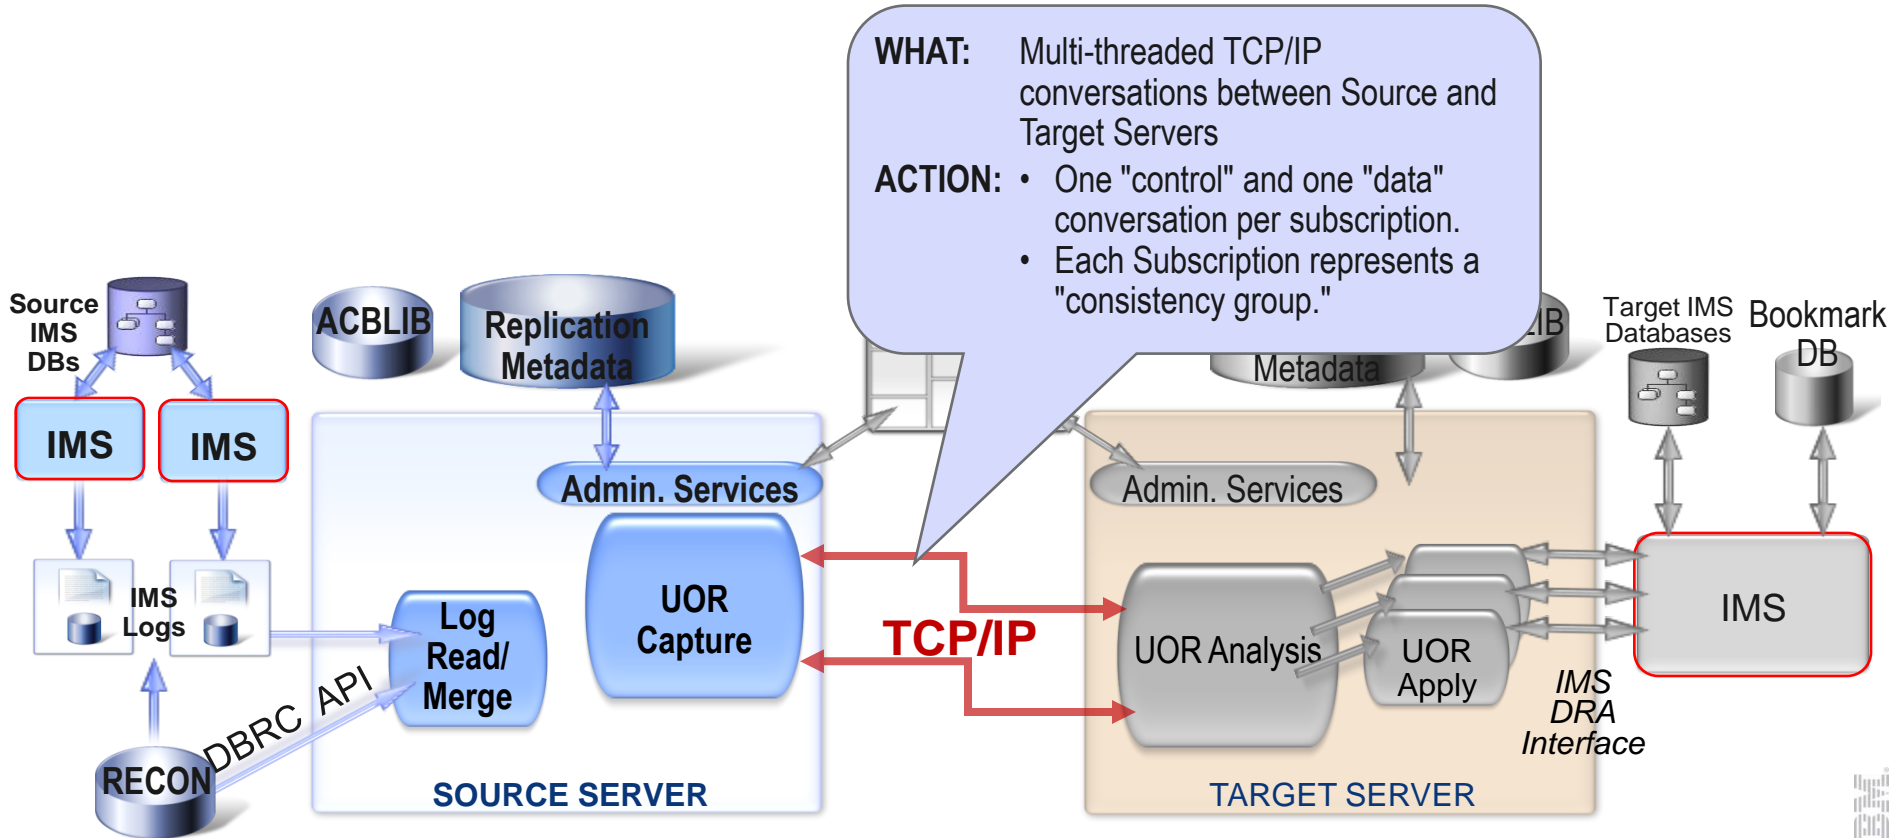 WHAT: Multi-threaded TCP/IP
conversations between Source and
Target Servers
ACTION: • One "control" and one "data"
conversation per subscription.
• Each Subscription represents a
"consistency group."
Source
IMS
DBs
ACBLIB
Replication
Metadata
Metadata
LIB
Target IMS
Databases
Bookmark
DB
IMS
IMS
Admin. Services
Admin. Services
IMS
Logs
Log
Read/
Merge
UOR
Capture
TCP/IP
UOR Analysis
UOR
Apply
IMS
IMS
DRA
Interface
DBRC API
RECON
SOURCE SERVER
TARGET SERVER
IBM